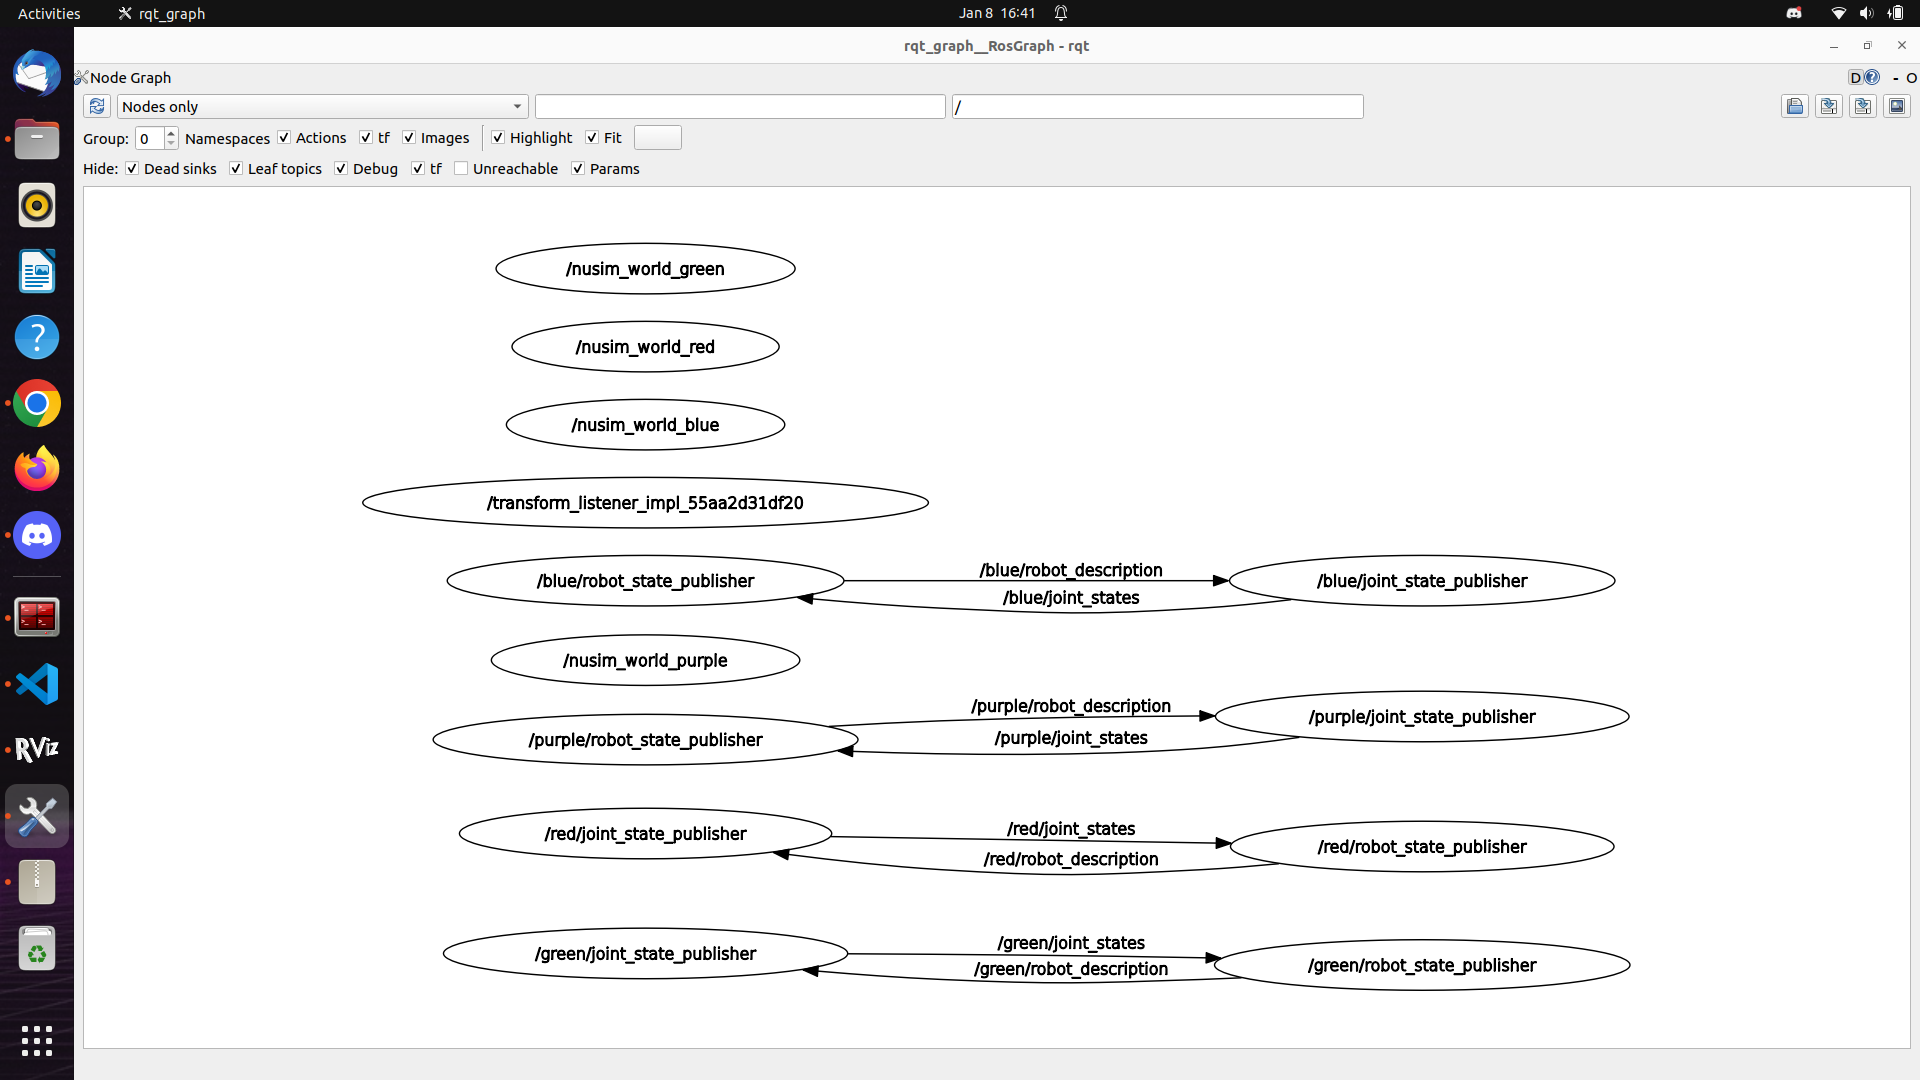 Activities rqt_graph Jan 8 16:41
rqt_graph__RosGraph - rqt
Node Graph D ? - O
Nodes only /
Group: 0 Namespaces Actions tf Images Highlight Fit
Hide: Dead sinks Leaf topics Debug tf Unreachable Params
/nusim_world_green
/nusim_world_red
/nusim_world_blue
/transform_listener_impl_55aa2d31df20
/blue/robot_state_publisher
/blue/robot_description
/blue/joint_states
/blue/joint_state_publisher
/nusim_world_purple
/purple/robot_state_publisher
/purple/robot_description
/purple/joint_states
/purple/joint_state_publisher
/red/joint_state_publisher
/red/joint_states
/red/robot_description
/red/robot_state_publisher
/green/joint_state_publisher
/green/joint_states
/green/robot_description
/green/robot_state_publisher
?
RViz